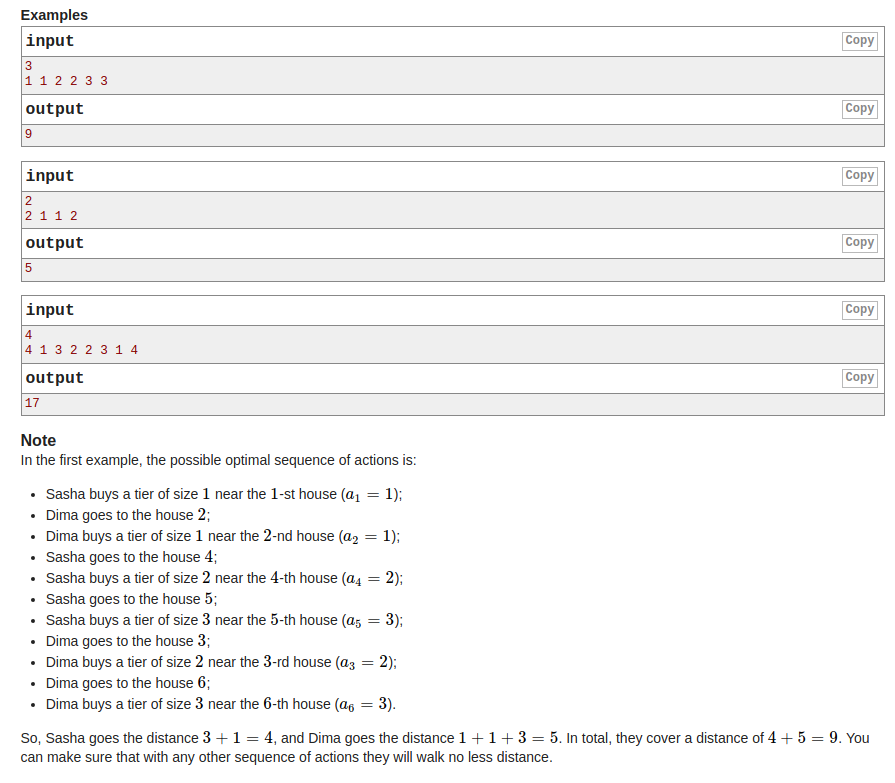 Examples
input
Copy
3
1 1 2 2 3 3
output
Copy
9
input
Copy
2
2 1 1 2
output
Copy
5
input
Copy
4
4 1 3 2 2 3 1 4
output
Copy
17
Note
In the first example, the possible optimal sequence of actions is:
• Sasha buys a tier of size 1 near the 1-st house (a₁ = 1);
• Dima goes to the house 2;
• Dima buys a tier of size 1 near the 2-nd house (a₂ = 1);
• Sasha goes to the house 4;
• Sasha buys a tier of size 2 near the 4-th house (a₄ = 2);
• Sasha goes to the house 5;
• Sasha buys a tier of size 3 near the 5-th house (a₅ = 3);
• Dima goes to the house 3;
• Dima buys a tier of size 2 near the 3-rd house (a₃ = 2);
• Dima goes to the house 6;
• Dima buys a tier of size 3 near the 6-th house (a₆ = 3).
So, Sasha goes the distance 3 + 1 = 4, and Dima goes the distance 1 + 1 + 3 = 5. In total, they cover a distance of 4 + 5 = 9. You
can make sure that with any other sequence of actions they will walk no less distance.